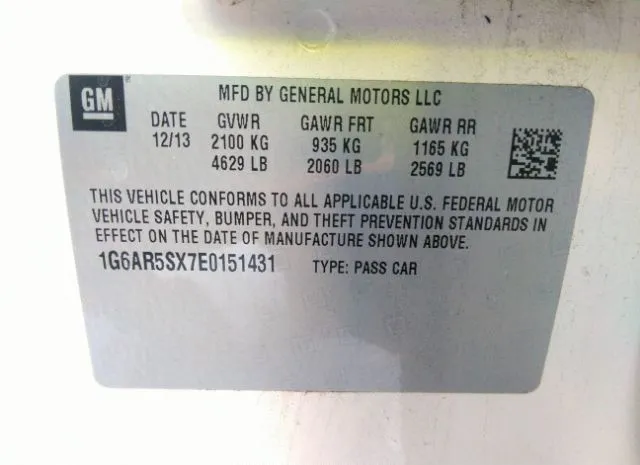 GM MFD BY GENERAL MOTORS LLC
DATE GVWR GAWR FRT GAWR RR
12/13 2100 KG 935 KG 1165 KG
4629 LB 2060 LB 2569 LB
THIS VEHICLE CONFORMS TO ALL APPLICABLE U.S. FEDERAL MOTOR
VEHICLE SAFETY, BUMPER, AND THEFT PREVENTION STANDARDS IN
EFFECT ON THE DATE OF MANUFACTURE SHOWN ABOVE.
1G6AR5SX7E0151431 TYPE: PASS CAR